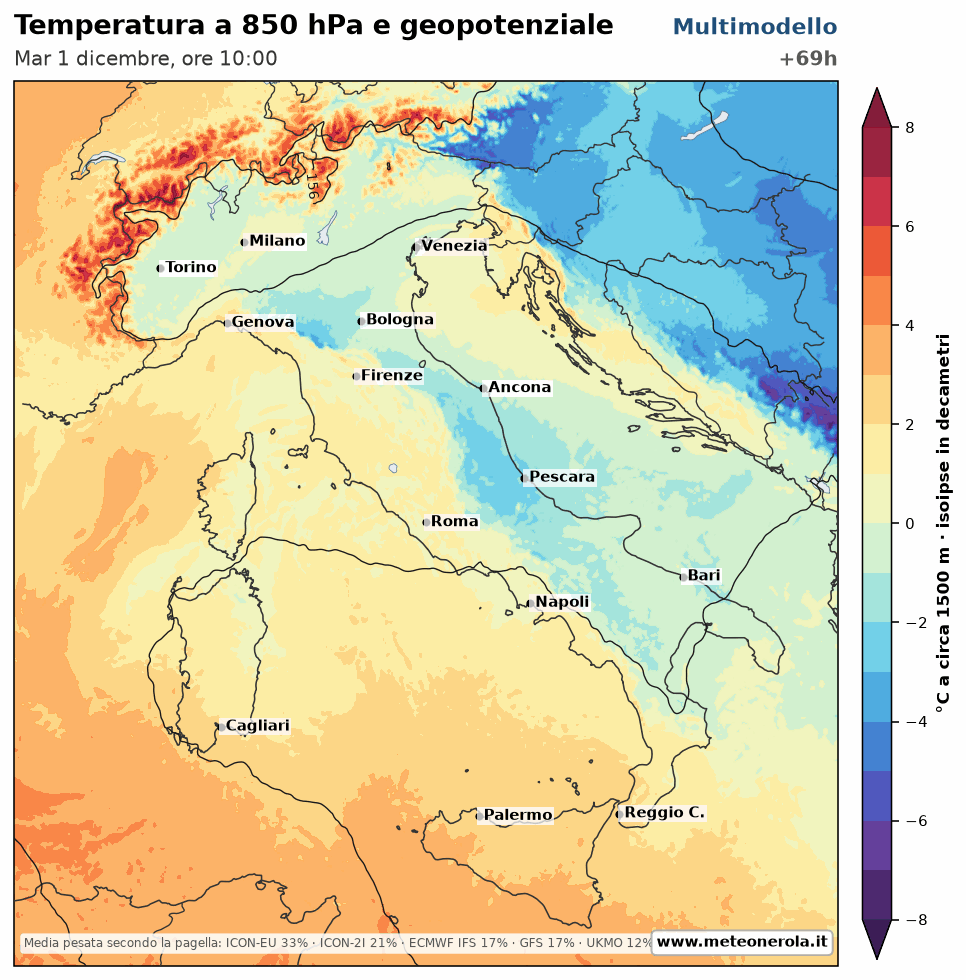 Temperatura a 850 hPa e geopotenziale
Multimodello
Mar 1 dicembre, ore 10:00
+69h
156
Milano
Venezia
Torino
Genova
Bologna
Firenze
Ancona
Pescara
Roma
Bari
Napoli
Cagliari
Palermo
Reggio C.
8
6
4
2
0
−2
−4
−6
−8
°C a circa 1500 m · isoipse in decametri
Media pesata secondo la pagella: ICON-EU 33% · ICON-2I 21% · ECMWF IFS 17% · GFS 17% · UKMO 12%
www.meteonerola.it